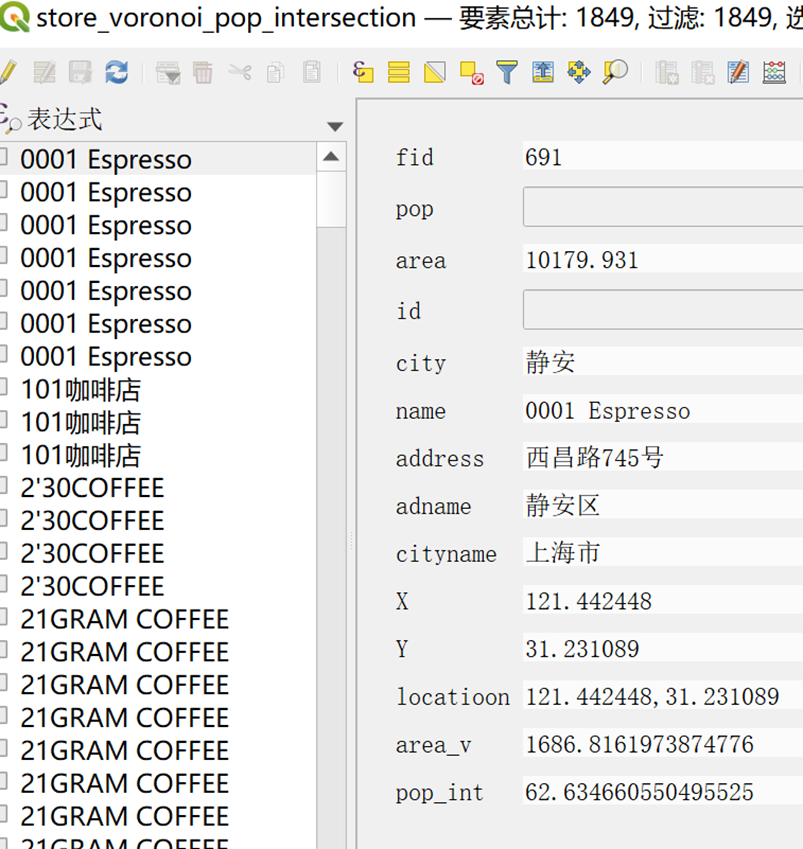 store_voronoi_pop_intersection — 要素总计: 1849, 过滤: 1849, 选
表达式
0001 Espresso
0001 Espresso
0001 Espresso
0001 Espresso
0001 Espresso
0001 Espresso
0001 Espresso
101咖啡店
101咖啡店
101咖啡店
2'30COFFEE
2'30COFFEE
2'30COFFEE
2'30COFFEE
21GRAM COFFEE
21GRAM COFFEE
21GRAM COFFEE
21GRAM COFFEE
21GRAM COFFEE
21GRAM COFFEE
21GRAM COFFEE
21GRAM COFFEE
fid 691
pop
area 10179.931
id
city 静安
name 0001 Espresso
address 西昌路745号
adname 静安区
cityname 上海市
X 121.442448
Y 31.231089
locatioon 121.442448,31.231089
area_v 1686.8161973874776
pop_int 62.634660550495525